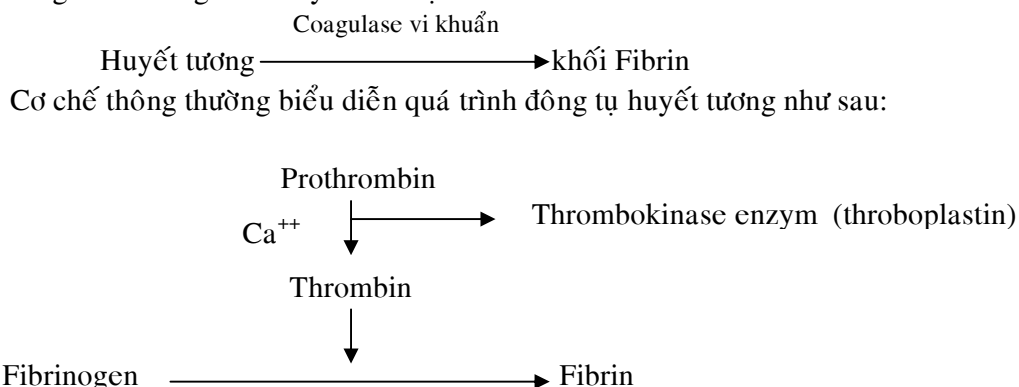 Coagulase vi khuẩn
Huyết tương khối Fibrin
Cơ chế thông thường biểu diễn quá trình đông tụ huyết tương như sau:
Prothrombin
Ca++ Thrombokinase enzym (throboplastin)
Thrombin
Fibrinogen Fibrin